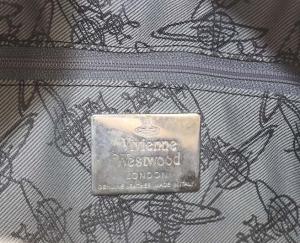 Vivienne
Westwood
LONDON
GENUINE LEATHER MADE IN ITALY